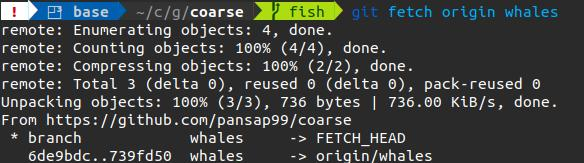 ! base ~/c/g/coarse fish git fetch origin whales
remote: Enumerating objects: 4, done.
remote: Counting objects: 100% (4/4), done.
remote: Compressing objects: 100% (2/2), done.
remote: Total 3 (delta 0), reused 0 (delta 0), pack-reused 0
Unpacking objects: 100% (3/3), 736 bytes | 736.00 KiB/s, done.
From https://github.com/pansap99/coarse
 * branch            whales     -> FETCH_HEAD
   6de9bdc..739fd50  whales     -> origin/whales